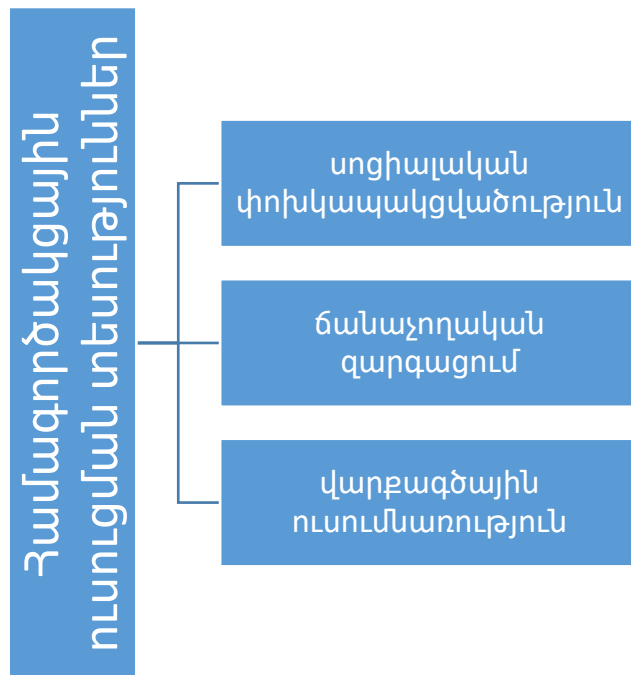 Համագործակցային
ուսուցման տեսություններ
սոցիալական
փոխկապակցվածություն
ճանաչողական
զարգացում
վարքագծային
ուսումնառություն